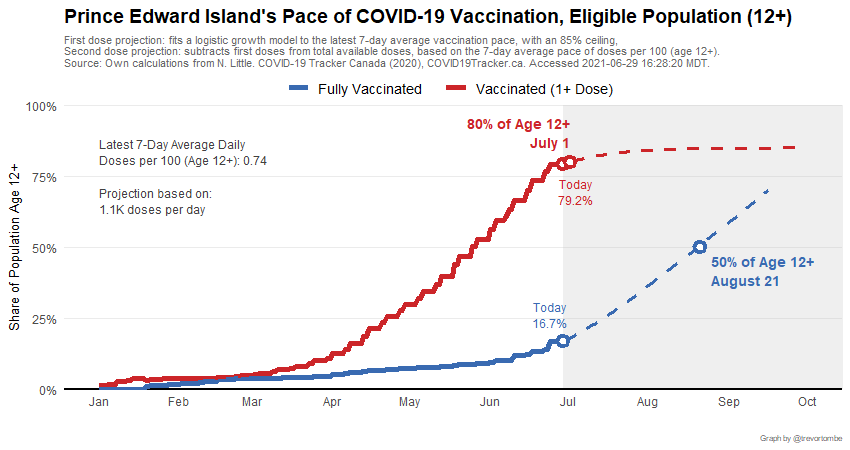 Prince Edward Island's Pace of COVID-19 Vaccination, Eligible Population (12+)
First dose projection: fits a logistic growth model to the latest 7-day average vaccination pace, with an 85% ceiling,
Second dose projection: subtracts first doses from total available doses, based on the 7-day average pace of doses per 100 (age 12+).
Source: Own calculations from N. Little. COVID-19 Tracker Canada (2020), COVID19Tracker.ca. Accessed 2021-06-29 16:28:20 MDT.
Fully Vaccinated Vaccinated (1+ Dose)
100%
80% of Age 12+
July 1
Latest 7-Day Average Daily
Doses per 100 (Age 12+): 0.74
75%
Today
79.2%
Projection based on:
1.1K doses per day
Share of Population Age 12+
50%
50% of Age 12+
August 21
25%
Today
16.7%
0%
Jan Feb Mar Apr May Jun Jul Aug Sep Oct
Graph by @trevortombe